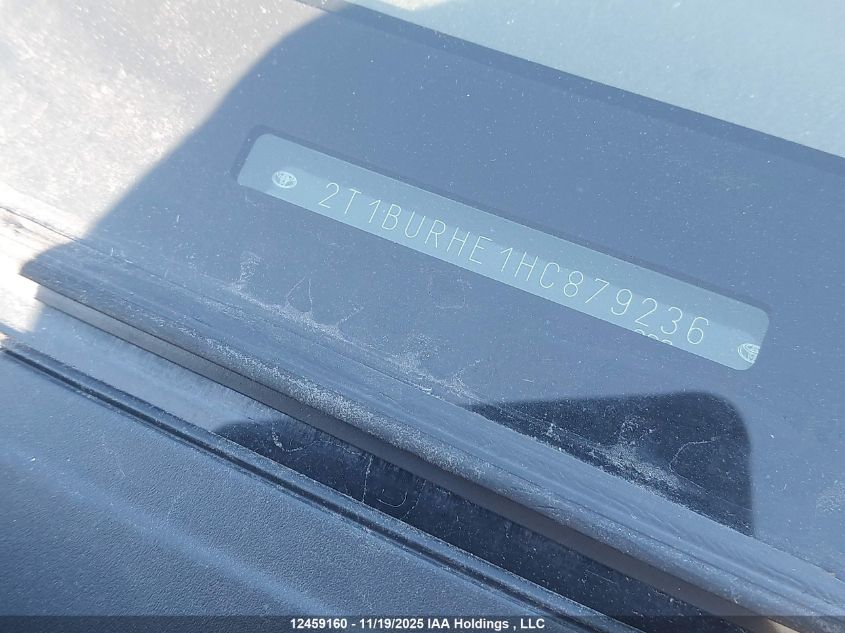 2T1BURHE1HC879236
12459160 - 11/19/2025 IAA Holdings , LLC